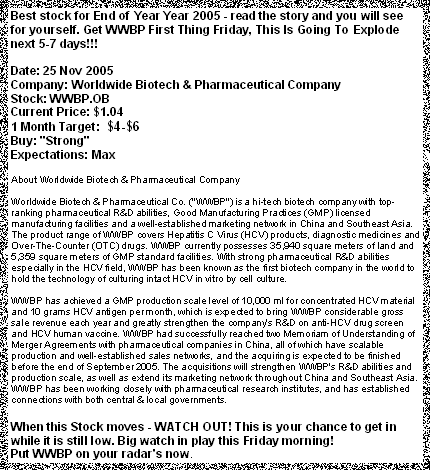 Best stock for End of Year Year 2005 - read the story and you will see
for yourself. Get WWBP First Thing Friday, This Is Going To Explode
next 5-7 days!!!
Date: 25 Nov 2005
Company: Worldwide Biotech & Pharmaceutical Company
Stock: WWBP.OB
Current Price: $1.04
1 Month Target: $4-$6
Buy: "Strong"
Expectations: Max
About Worldwide Biotech & Pharmaceutical Company
Worldwide Biotech & Pharmaceutical Co. ("WWBP") is a hi-tech biotech company with top-
ranking pharmaceutical R&D abilities, Good Manufacturing Practices (GMP) licensed
manufacturing facilities and a well-established marketing network in China and Southeast Asia.
The product range of WWBP covers Hepatitis C Virus (HCV) products, diagnostic medicines and
Over-The-Counter (OTC) drugs. WWBP currently possesses 35,940 square meters of land and
5,359 square meters of GMP standard facilities. With strong pharmaceutical R&D abilities
especially in the HCV field, WWBP has been known as the first biotech company in the world to
hold the technology of culturing intact HCV in vitro by cell culture.
WWBP has achieved a GMP production scale level of 10,000 ml for concentrated HCV material
and 10 grams HCV antigen per month, which is expected to bring WWBP considerable gross
sale revenue each year and greatly strengthen the company's R&D on anti-HCV drug screen
and HCV human vaccine. WWBP had successfully reached two Memoriam of Understanding of
Merger Agreements with pharmaceutical companies in China, all of which have scalable
production and well-established sales networks, and the acquiring is expected to be finished
before the end of September 2005. The acquisitions will strengthen WWBP's R&D abilities and
production scale, as well as extend its marketing network throughout China and Southeast Asia.
WWBP has been working closely with pharmaceutical research institutes, and has established
connections with both central & local governments.
When this Stock moves - WATCH OUT! This is your chance to get in
while it is still low. Big watch in play this Friday morning!
Put WWBP on your radar's now.